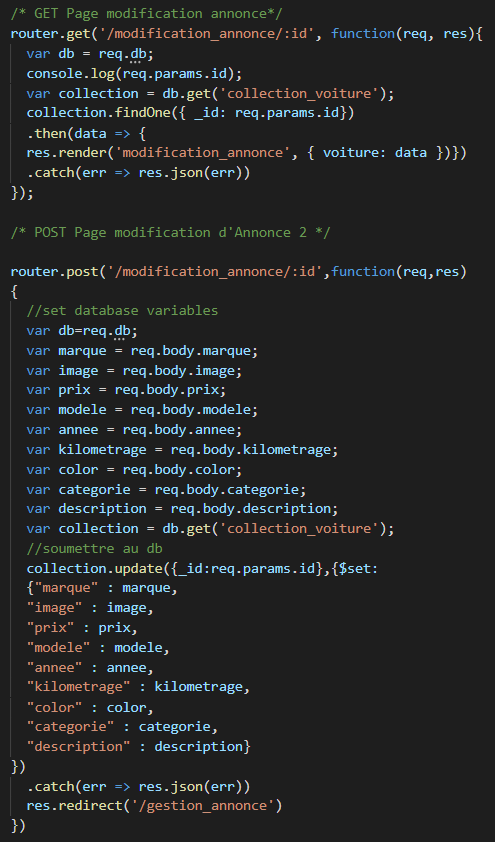 /* GET Page modification annonce*/
router.get('/modification_annonce/:id', function(req, res){
var db = req.db;
console.log(req.params.id);
var collection = db.get('collection_voiture');
collection.findOne({ _id: req.params.id})
.then(data => {
res.render('modification_annonce', { voiture: data })})
.catch(err => res.json(err))
});
/* POST Page modification d'Annonce 2 */
router.post('/modification_annonce/:id',function(req,res)
{
//set database variables
var db=req.db;
var marque = req.body.marque;
var image = req.body.image;
var prix = req.body.prix;
var modele = req.body.modele;
var annee = req.body.annee;
var kilometrage = req.body.kilometrage;
var color = req.body.color;
var categorie = req.body.categorie;
var description = req.body.description;
var collection = db.get('collection_voiture');
//soumettre au db
collection.update({_id:req.params.id},{$set:
{"marque" : marque,
"image" : image,
"prix" : prix,
"modele" : modele,
"annee" : annee,
"kilometrage" : kilometrage,
"color" : color,
"categorie" : categorie,
"description" : description}
})
.catch(err => res.json(err))
res.redirect('/gestion_annonce')
})